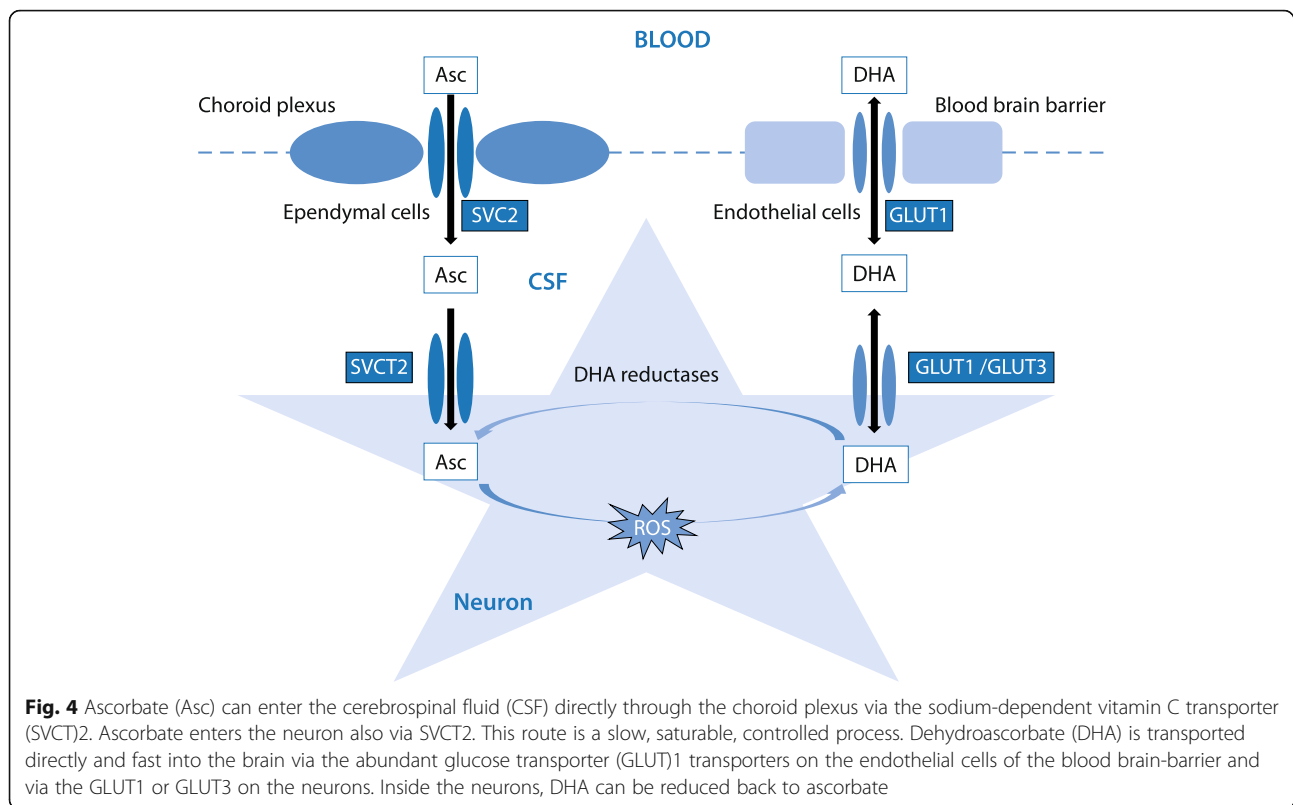 BLOOD
Asc
DHA
Choroid plexus
Blood brain barrier
Ependymal cells
SVC2
Endothelial cells
GLUT1
Asc
CSF
DHA
SVCT2
DHA reductases
GLUT1 /GLUT3
Asc
DHA
ROS
Neuron
Fig. 4 Ascorbate (Asc) can enter the cerebrospinal fluid (CSF) directly through the choroid plexus via the sodium-dependent vitamin C transporter
(SVCT)2. Ascorbate enters the neuron also via SVCT2. This route is a slow, saturable, controlled process. Dehydroascorbate (DHA) is transported
directly and fast into the brain via the abundant glucose transporter (GLUT)1 transporters on the endothelial cells of the blood brain-barrier and
via the GLUT1 or GLUT3 on the neurons. Inside the neurons, DHA can be reduced back to ascorbate